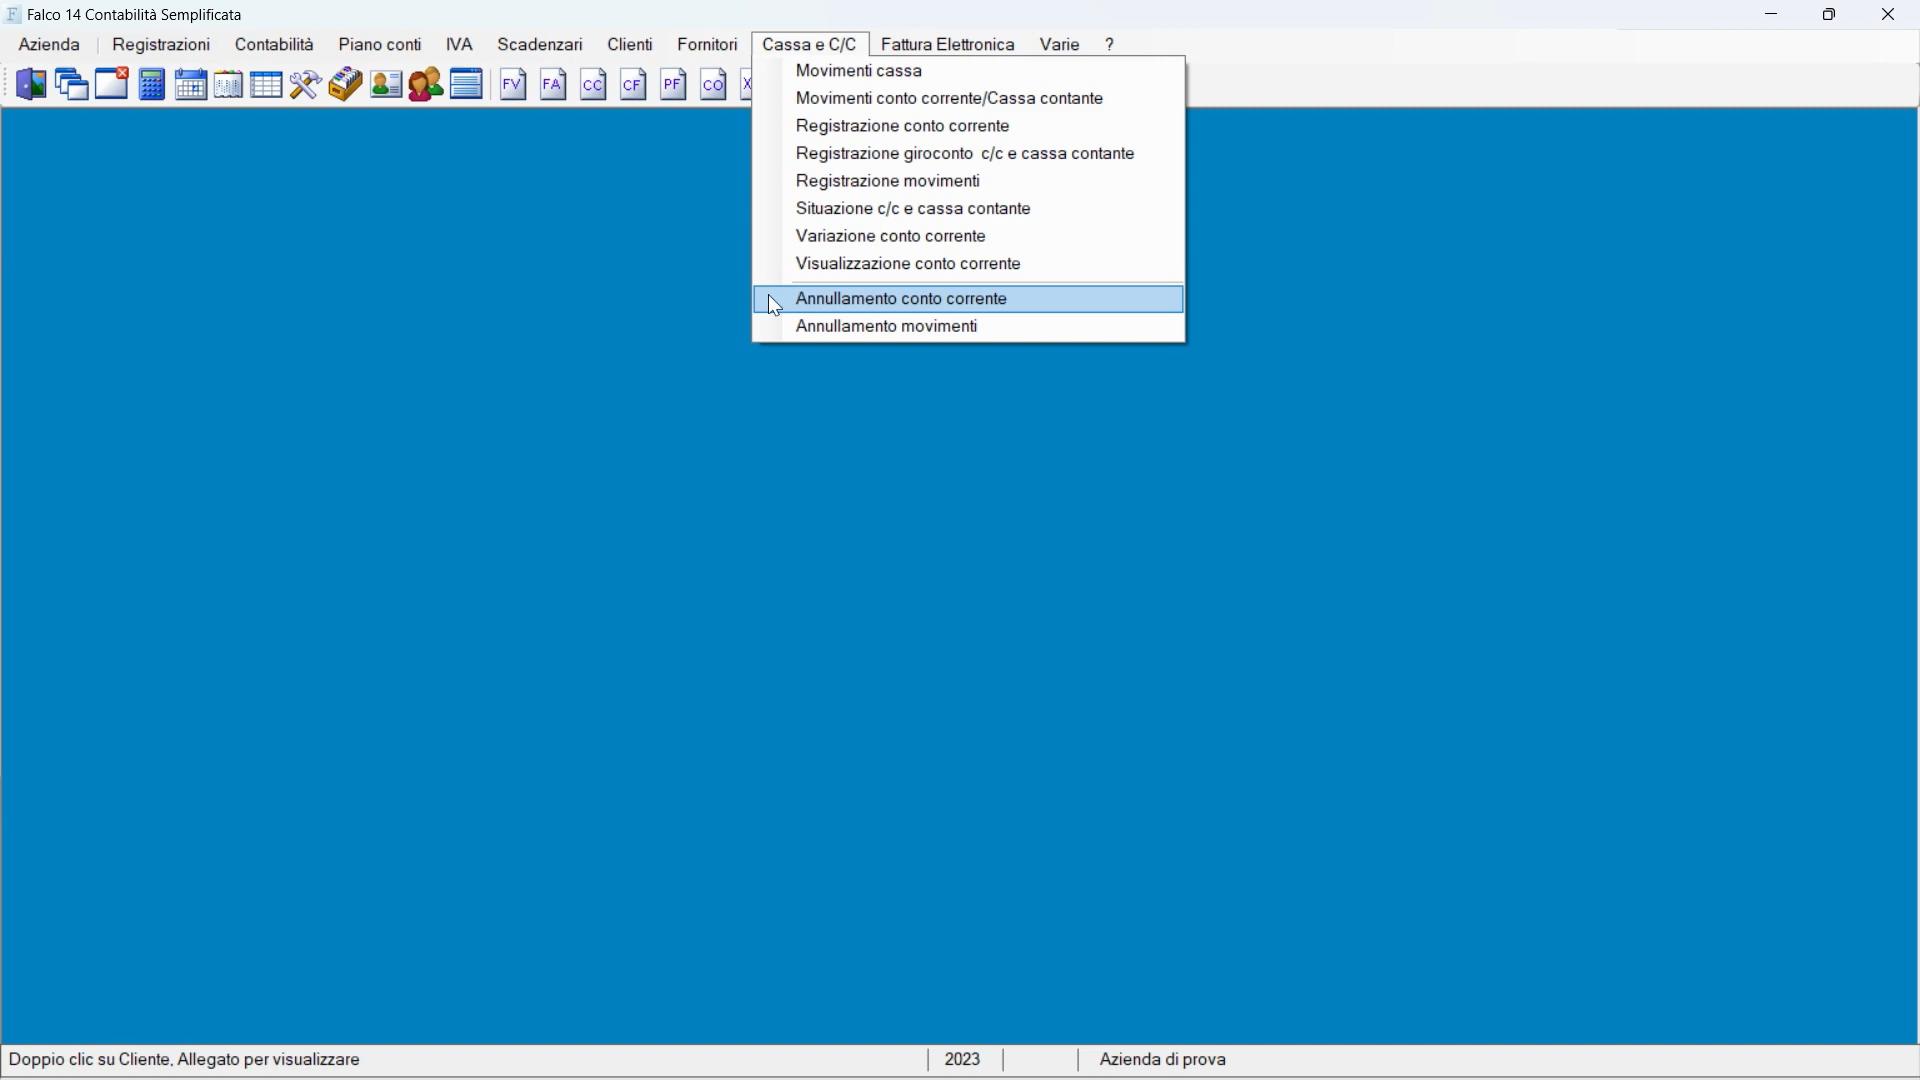 Falco 14 Contabilità Semplificata
Azienda Registrazioni Contabilità Piano conti IVA Scadenzari Clienti Fornitori Cassa e C/C Fattura Elettronica Varie ?
FV FA CC CF PF CO X
Movimenti cassa
Movimenti conto corrente/Cassa contante
Registrazione conto corrente
Registrazione giroconto c/c e cassa contante
Registrazione movimenti
Situazione c/c e cassa contante
Variazione conto corrente
Visualizzazione conto corrente
Annullamento conto corrente
Annullamento movimenti
Doppio clic su Cliente, Allegato per visualizzare 2023 Azienda di prova